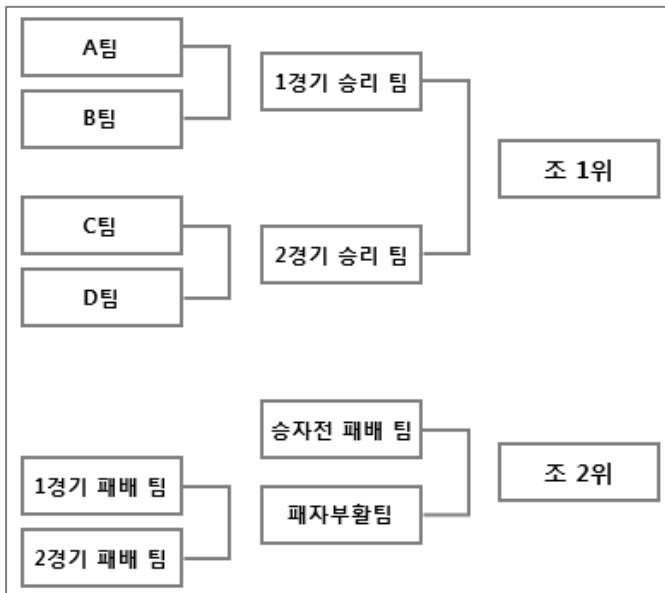 A팀
B팀
1경기 승리 팀
조 1위
C팀
D팀
2경기 승리 팀
승자전 패배 팀
조 2위
1경기 패배 팀
패자부활팀
2경기 패배 팀